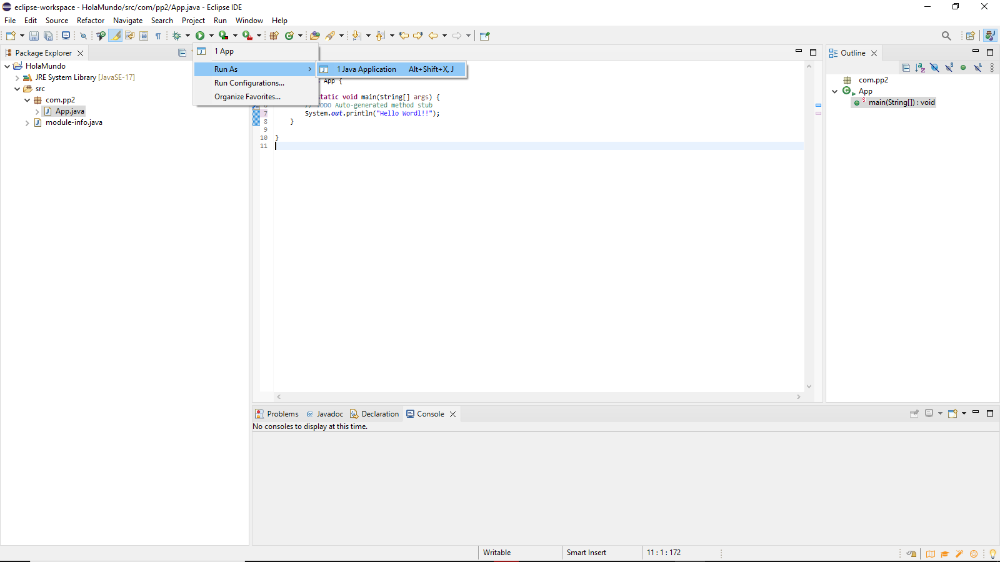 eclipse-workspace - HolaMundo/src/com/pp2/App.java - Eclipse IDE
File Edit Source Refactor Navigate Search Project Run Window Help
Package Explorer
HolaMundo
JRE System Library [JavaSE-17]
src
com.pp2
App.java
module-info.java
1 App
Run As
Run Configurations...
Organize Favorites...
1 Java Application Alt+Shift+X, J
App {
static void main(String[] args) {
// TODO Auto-generated method stub
7 System.out.println("Hello Wordl!!");
8 }
9
10 }
11
Outline
com.pp2
App
main(String[]) : void
Problems @ Javadoc Declaration Console
No consoles to display at this time.
Writable Smart Insert 11 : 1 : 172